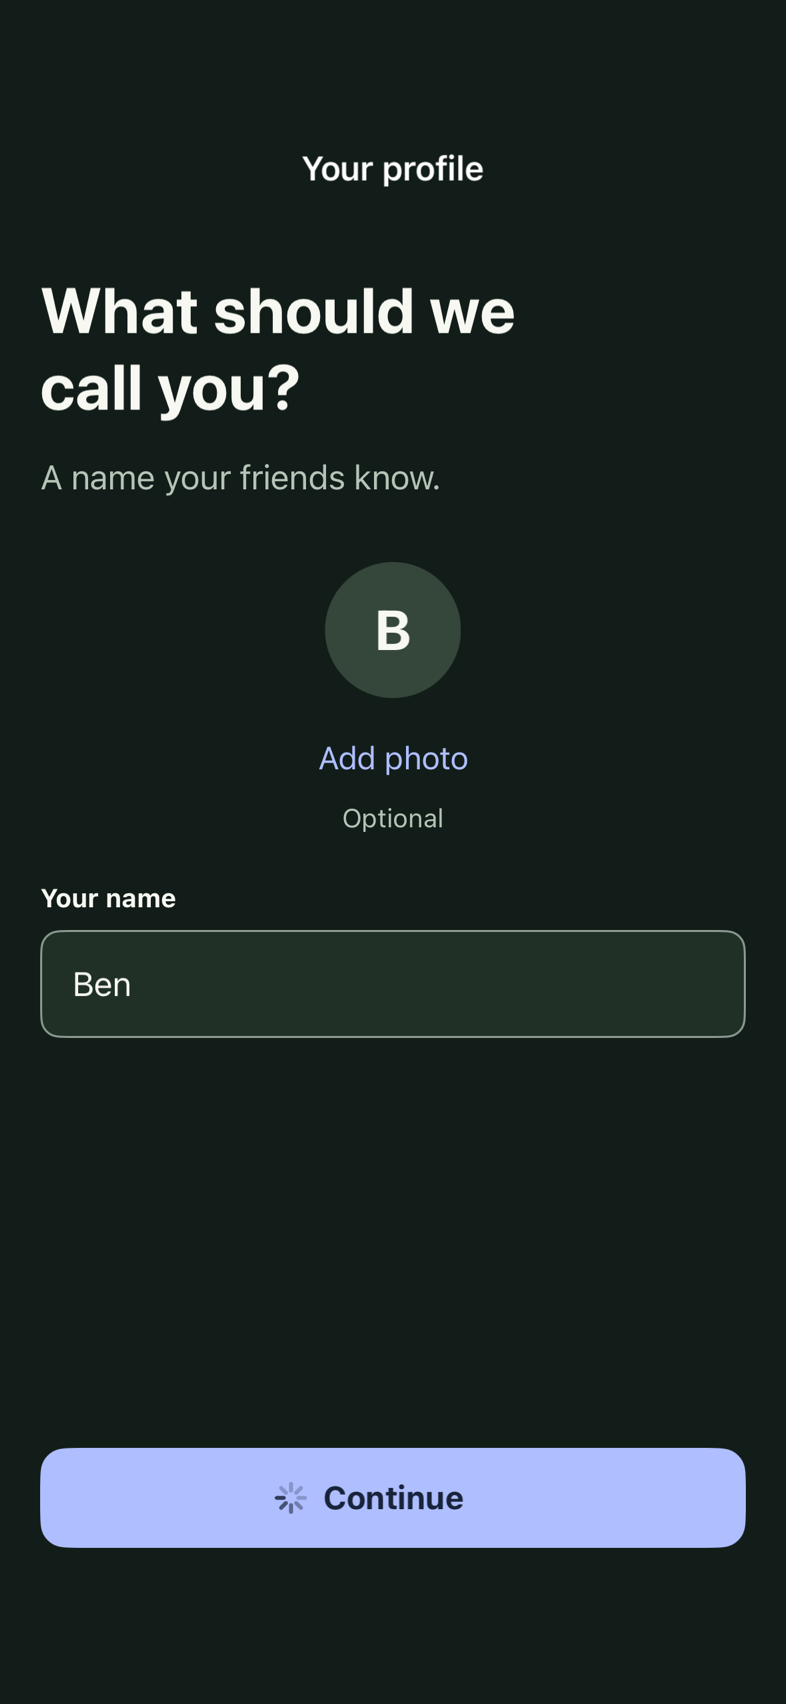 Your profile
What should we
call you?
A name your friends know.
B
Add photo
Optional
Your name
Ben
Continue